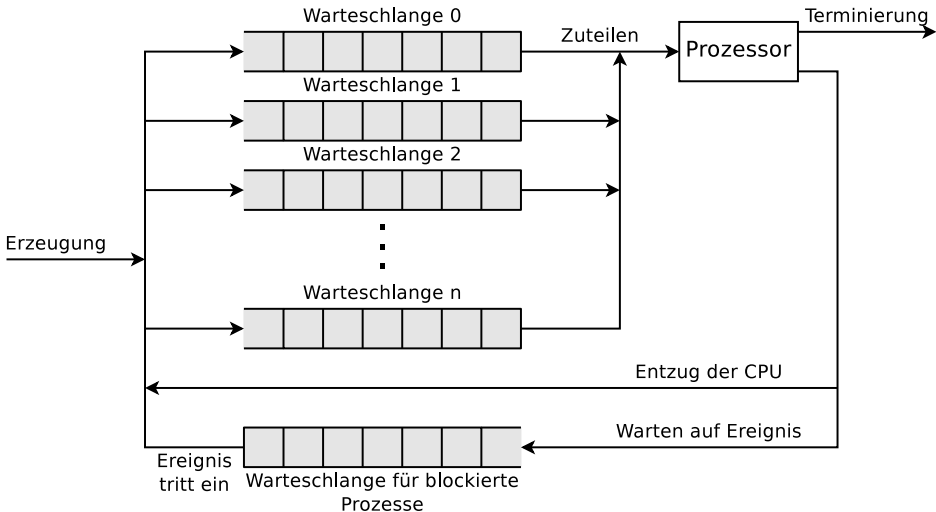 Warteschlange 0
Zuteilen
Terminierung
Prozessor
Warteschlange 1
Warteschlange 2
Erzeugung
Warteschlange n
Entzug der CPU
Warten auf Ereignis
Ereignis
tritt ein
Warteschlange für blockierte
Prozesse